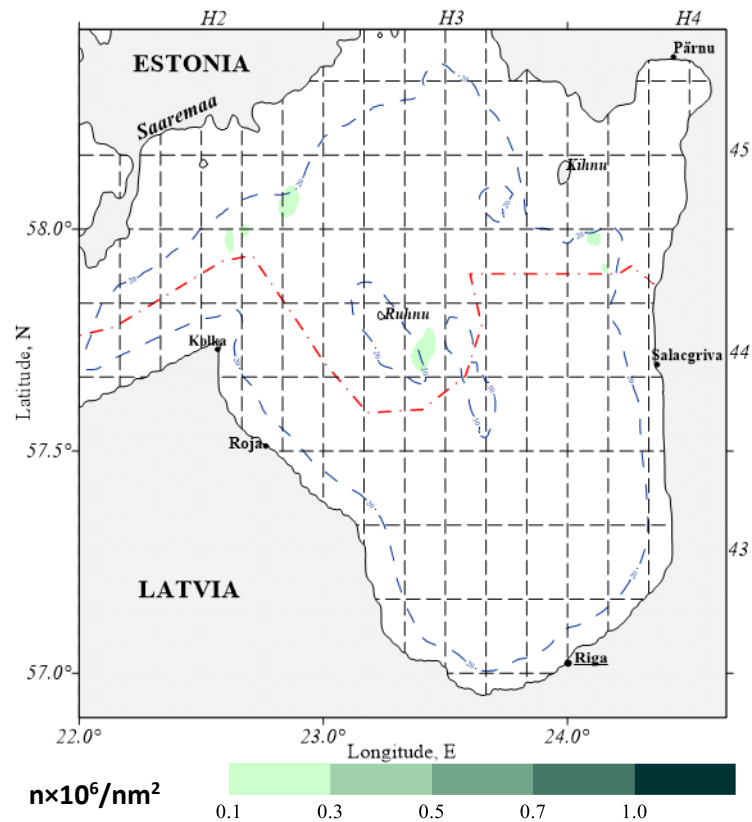 H2 H3 H4
ESTONIA
Pärnu
Saaremaa
45
Kihnu
58.0°
Ruhnu
Kolka
44
Salacgriva
Latitude, N
57.5°
Roja
43
LATVIA
Riga
57.0°
22.0° 23.0° 24.0°
Longitude, E
n×10⁶/nm²
0.1 0.3 0.5 0.7 1.0